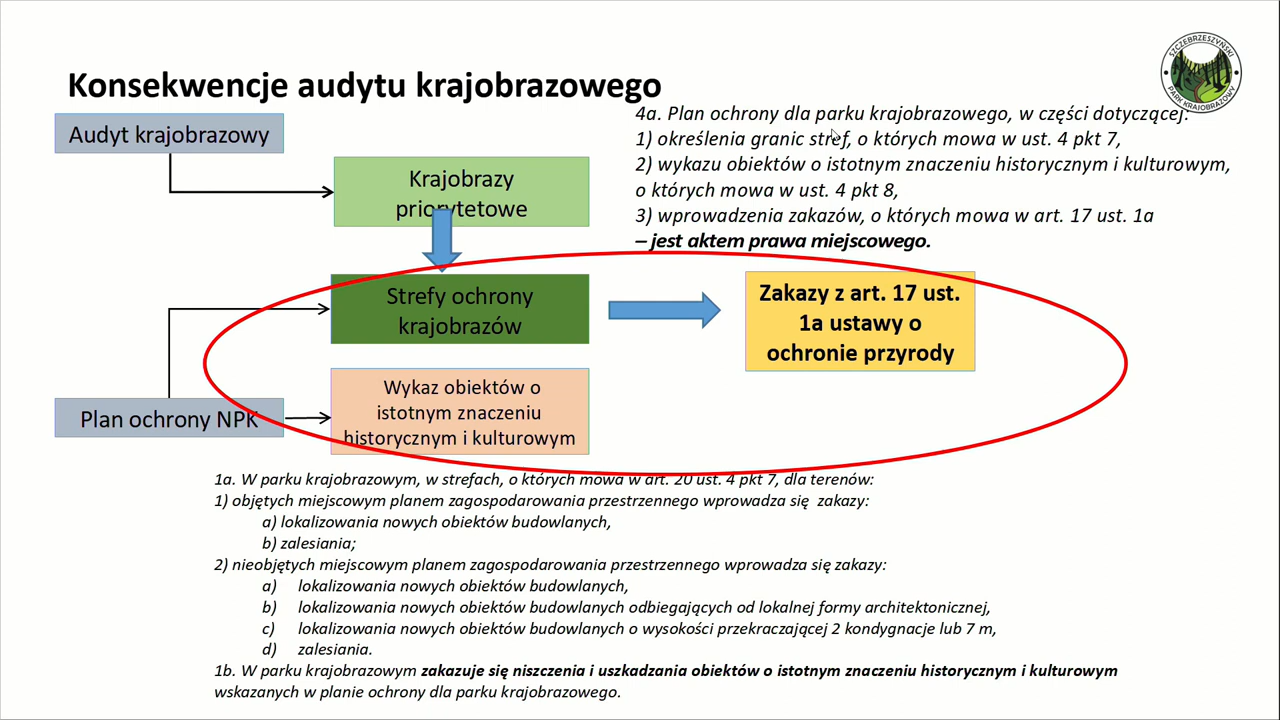 Konsekwencje audytu krajobrazowego
SZCZEBRZESZYŃSKI
PARK KRAJOBRAZOWY
Audyt krajobrazowy
4a. Plan ochrony dla parku krajobrazowego, w części dotyczącej:
1) określenia granic stref, o których mowa w ust. 4 pkt 7,
2) wykazu obiektów o istotnym znaczeniu historycznym i kulturowym,
o których mowa w ust. 4 pkt 8,
3) wprowadzenia zakazów, o których mowa w art. 17 ust. 1a
– jest aktem prawa miejscowego.
Krajobrazy
priorytetowe
Strefy ochrony
krajobrazów
Zakazy z art. 17 ust.
1a ustawy o
ochronie przyrody
Plan ochrony NPK
Wykaz obiektów o
istotnym znaczeniu
historycznym i kulturowym
1a. W parku krajobrazowym, w strefach, o których mowa w art. 20 ust. 4 pkt 7, dla terenów:
1) objętych miejscowym planem zagospodarowania przestrzennego wprowadza się zakazy:
a) lokalizowania nowych obiektów budowlanych,
b) zalesiania;
2) nieobjętych miejscowym planem zagospodarowania przestrzennego wprowadza się zakazy:
a) lokalizowania nowych obiektów budowlanych,
b) lokalizowania nowych obiektów budowlanych odbiegających od lokalnej formy architektonicznej,
c) lokalizowania nowych obiektów budowlanych o wysokości przekraczającej 2 kondygnacje lub 7 m,
d) zalesiania.
1b. W parku krajobrazowym zakazuje się niszczenia i uszkadzania obiektów o istotnym znaczeniu historycznym i kulturowym
wskazanych w planie ochrony dla parku krajobrazowego.